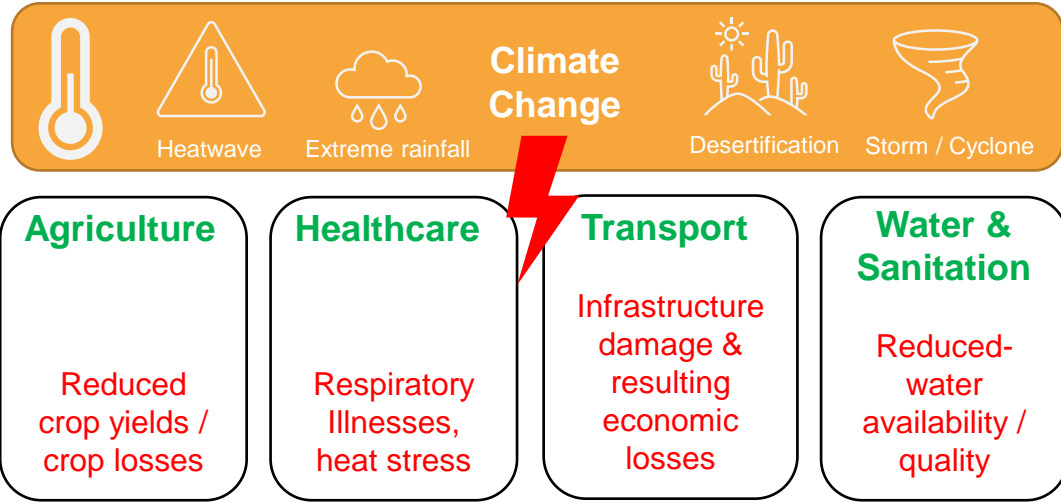 Climate
Change
Heatwave
Extreme rainfall
Desertification
Storm / Cyclone
Agriculture
Reduced
crop yields /
crop losses
Healthcare
Respiratory
Illnesses,
heat stress
Transport
Infrastructure
damage &
resulting
economic
losses
Water &
Sanitation
Reduced-
water
availability /
quality